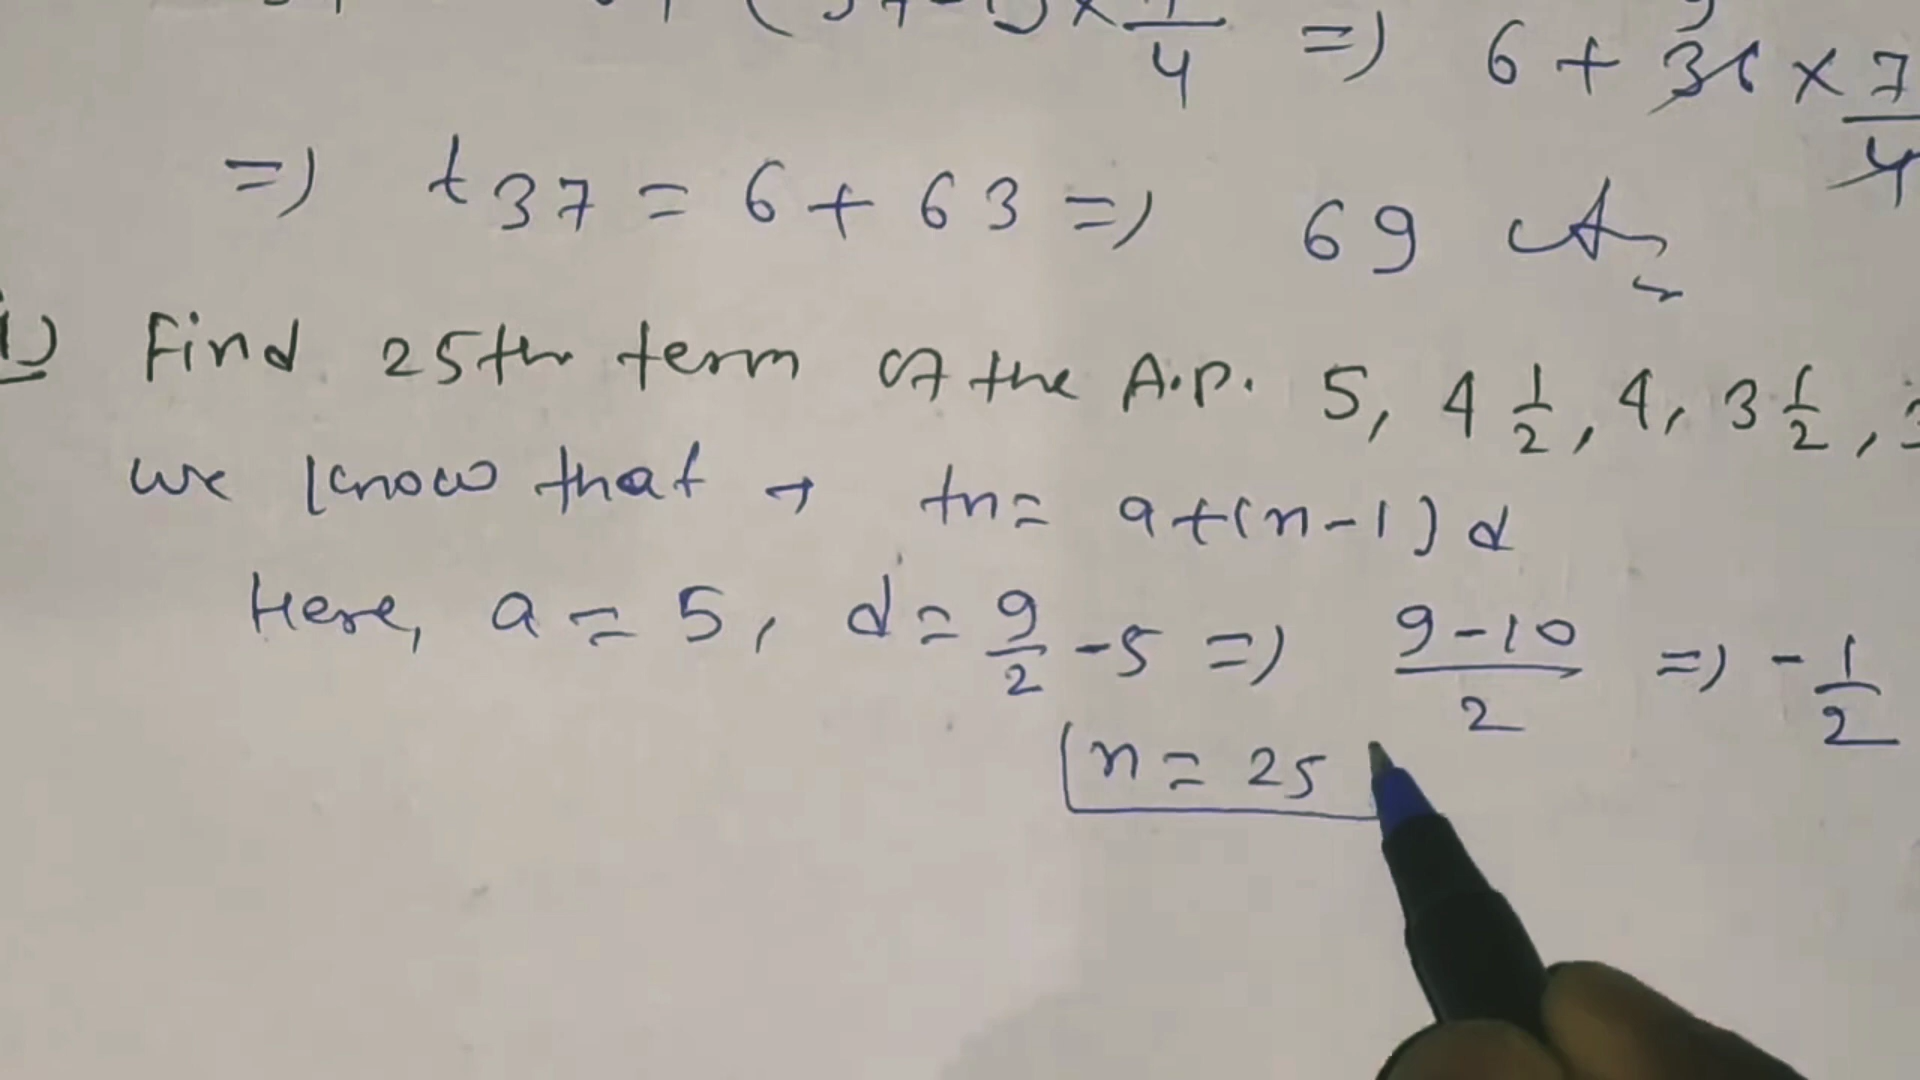 × 1/4 => 6 + 36 × 7/4
=> t37 = 6 + 63 => 69 Ans
i) Find 25th term of the A.P. 5, 4 1/2, 4, 3 1/2,
we know that → tn = a+(n-1)d
Here, a = 5, d = 9/2 - 5 => 9-10/2 => - 1/2
n = 25